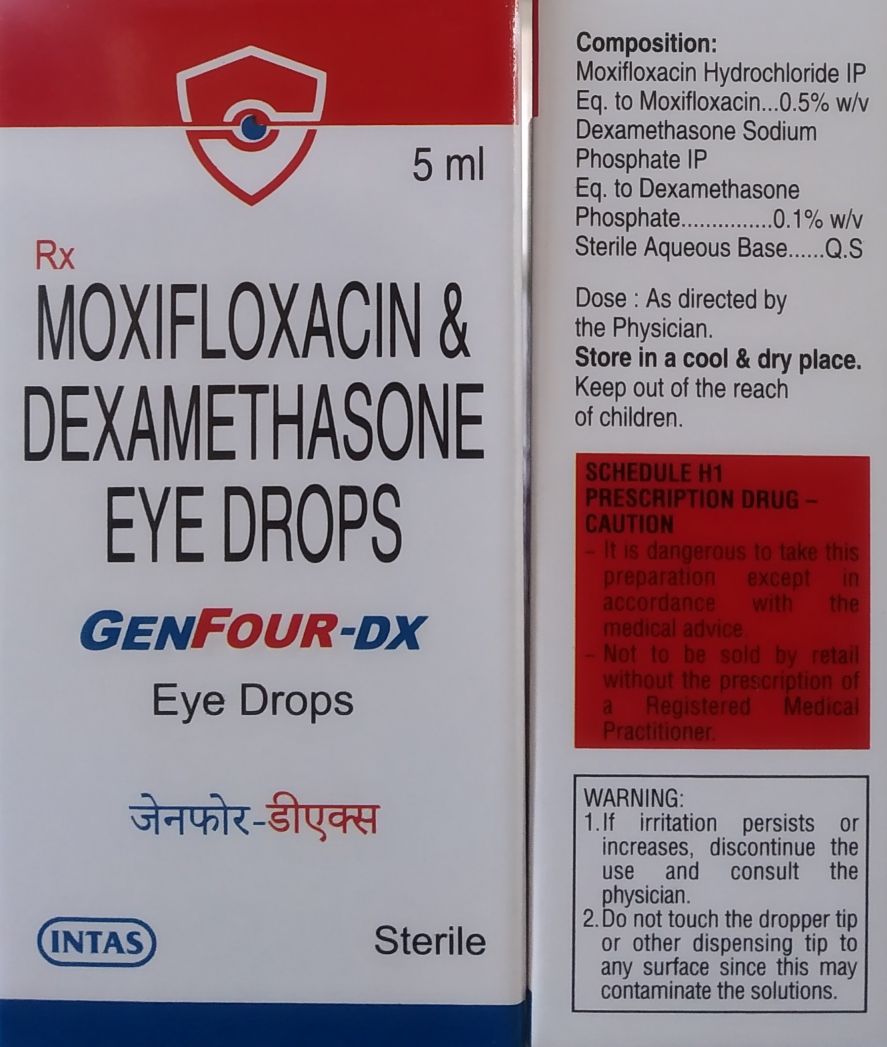 5 ml
Rx
MOXIFLOXACIN &
DEXAMETHASONE
EYE DROPS
GENFOUR-DX
Eye Drops
जेनफोर-डीएक्स
INTAS
Sterile
Composition:
Moxifloxacin Hydrochloride IP
Eq. to Moxifloxacin...0.5% w/v
Dexamethasone Sodium
Phosphate IP
Eq. to Dexamethasone
Phosphate...............0.1% w/v
Sterile Aqueous Base......Q.S
Dose : As directed by
the Physician.
Store in a cool & dry place.
Keep out of the reach
of children.
SCHEDULE H1
PRESCRIPTION DRUG –
CAUTION
– It is dangerous to take this
preparation except in
accordance with the
medical advice.
– Not to be sold by retail
without the prescription of
a Registered Medical
Practitioner.
WARNING:
1. If irritation persists or
increases, discontinue the
use and consult the
physician.
2. Do not touch the dropper tip
or other dispensing tip to
any surface since this may
contaminate the solutions.